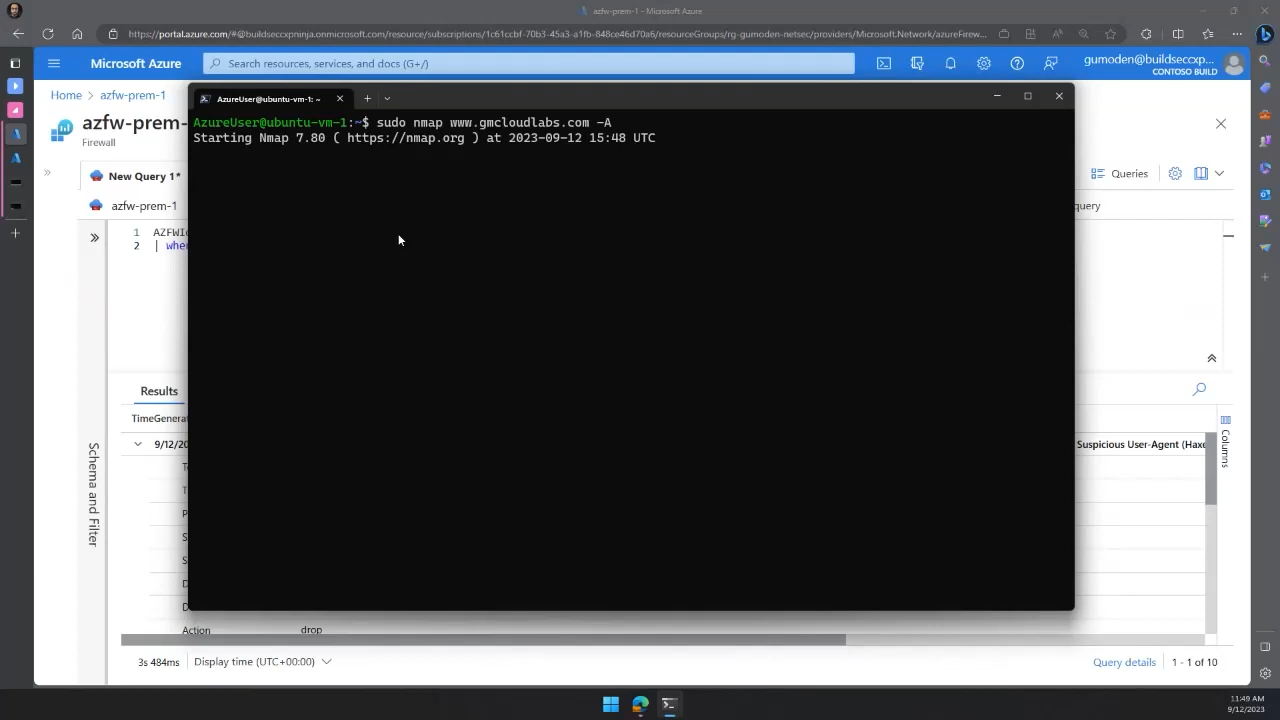 azfw-prem-1 - Microsoft Azure
https://portal.azure.com/#@buildseccxpninja.onmicrosoft.com/resource/subscriptions/1c61ccbf-70b3-45a3-a1fb-848ce46d70a6/resourceGroups/rg-gumoden-netsec/providers/Microsoft.Network/azureFirew...
Microsoft Azure
Search resources, services, and docs (G+/)
gumoden@buildseccxp...
CONTOSO BUILD
Home > azfw-prem-1
azfw-prem-
Firewall
AzureUser@ubuntu-vm-1: ~
AzureUser@ubuntu-vm-1:~$ sudo nmap www.gmcloudlabs.com -A
Starting Nmap 7.80 ( https://nmap.org ) at 2023-09-12 15:48 UTC
New Query 1*
Queries
azfw-prem-1
query
1 AZFWI
2 | whe
Schema and Filter
Results
TimeGenera
Columns
9/12/20
Suspicious User-Agent (Haxe
T
T
P
S
S
D
D
Action drop
3s 484ms
Display time (UTC+00:00)
Query details
1 - 1 of 10
11:49 AM
9/12/2023